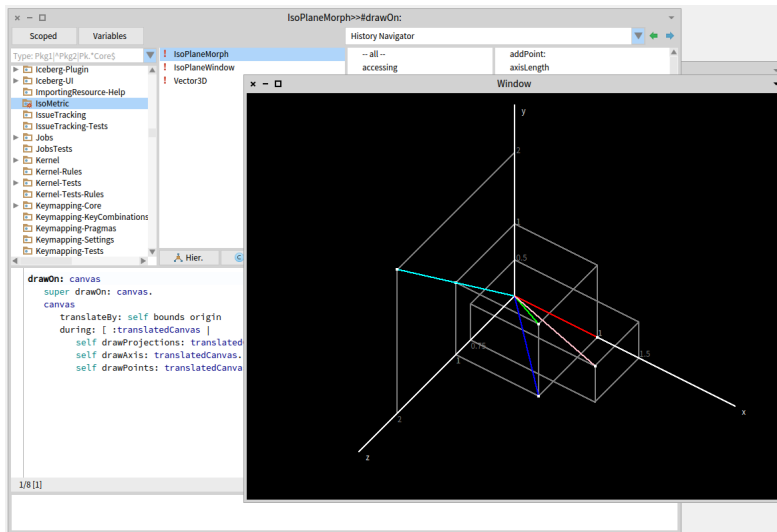 IsoPlaneMorph>>#drawOn:
Scoped
Variables
History Navigator
Type: Pkg1|^Pkg2|Pk.*Core$
Iceberg-Plugin
Iceberg-UI
ImportingResource-Help
IsoMetric
IssueTracking
IssueTracking-Tests
Jobs
JobsTests
Kernel
Kernel-Rules
Kernel-Tests
Kernel-Tests-Rules
Keymapping-Core
Keymapping-KeyCombinations
Keymapping-Pragmas
Keymapping-Settings
Keymapping-Tests
! IsoPlaneMorph
! IsoPlaneWindow
! Vector3D
-- all --
accessing
addPoint:
axisLength
Hier.
C
drawOn: canvas
super drawOn: canvas.
canvas
translateBy: self bounds origin
during: [ :translatedCanvas |
self drawProjections: translated
self drawAxis: translatedCanvas.
self drawPoints: translatedCanva
1/8 [1]
Window
y
2
1
0.5
1
1.5
0.75
1
2
x
z